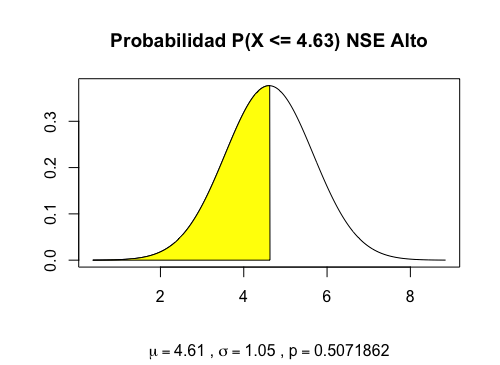 Probabilidad P(X <= 4.63) NSE Alto
0.3
0.2
0.1
0.0
2 4 6 8
μ = 4.61 , σ = 1.05 , p = 0.5071862